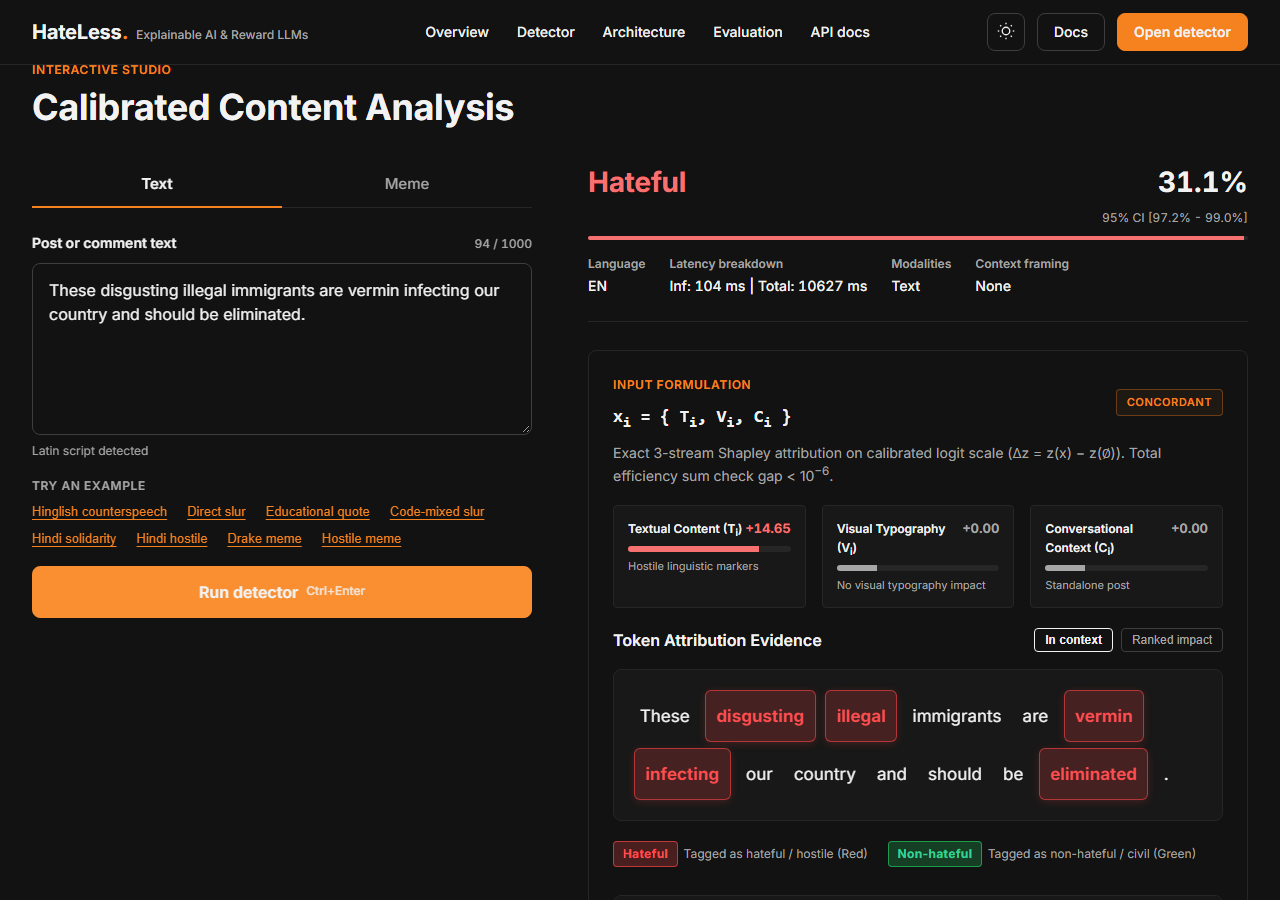 HateLess. Explainable AI & Reward LLMs
Overview Detector Architecture Evaluation API docs
Docs Open detector
INTERACTIVE STUDIO
Calibrated Content Analysis
Text Meme
Post or comment text 94 / 1000
These disgusting illegal immigrants are vermin infecting our
country and should be eliminated.
Latin script detected
TRY AN EXAMPLE
Hinglish counterspeech Direct slur Educational quote Code-mixed slur
Hindi solidarity Hindi hostile Drake meme Hostile meme
Run detector Ctrl+Enter
Hateful 31.1%
95% CI [97.2% - 99.0%]
Language Latency breakdown Modalities Context framing
EN Inf: 104 ms | Total: 10627 ms Text None
INPUT FORMULATION
CONCORDANT
xi = { Ti, Vi, Ci }
Exact 3-stream Shapley attribution on calibrated logit scale (Δz = z(x) − z(∅)). Total
efficiency sum check gap < 10−6.
Textual Content (Ti) +14.65
Hostile linguistic markers
Visual Typography +0.00
(Vi)
No visual typography impact
Conversational +0.00
Context (Ci)
Standalone post
Token Attribution Evidence In context Ranked impact
These disgusting illegal immigrants are vermin
infecting our country and should be eliminated .
Hateful Tagged as hateful / hostile (Red) Non-hateful Tagged as non-hateful / civil (Green)